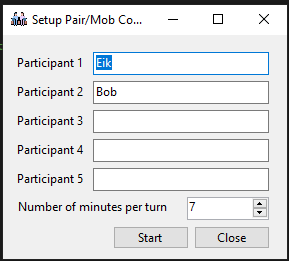 Setup Pair/Mob Co...
Participant 1 Eik
Participant 2 Bob
Participant 3
Participant 4
Participant 5
Number of minutes per turn 7
Start Close